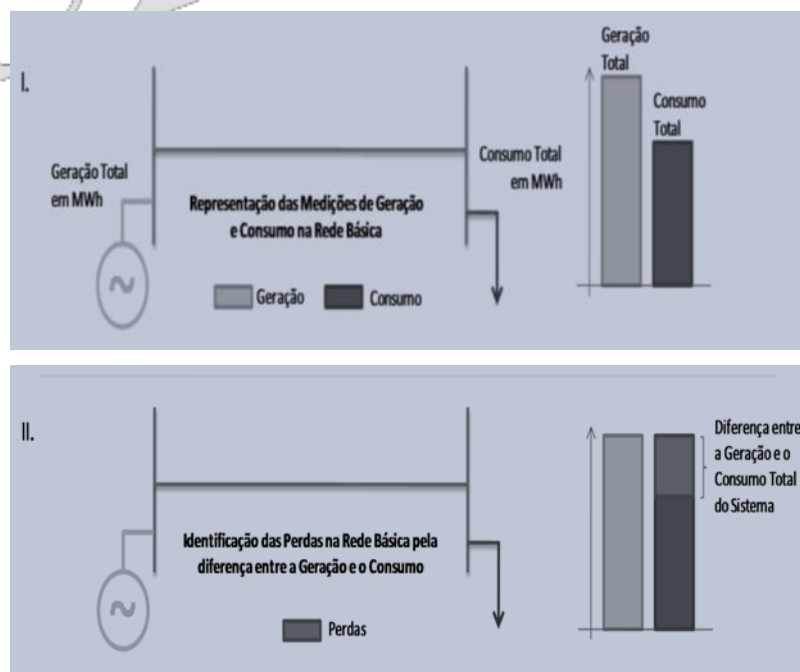 I.
Geração Total
em MWh
Representação das Medições de Geração
e Consumo na Rede Básica
Geração
Consumo
Consumo Total
em MWh
Geração
Total
Consumo
Total
II.
Identificação das Perdas na Rede Básica pela
diferença entre a Geração e o Consumo
Perdas
Diferença entre
a Geração e o
Consumo Total
do Sistema